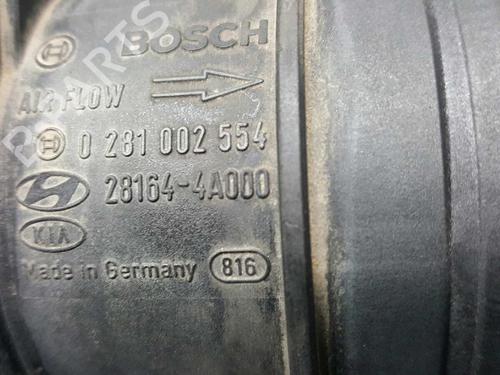 BOSCH
AIR FLOW
0 281 002 554
28164-4A000
KIA
Made in Germany 816